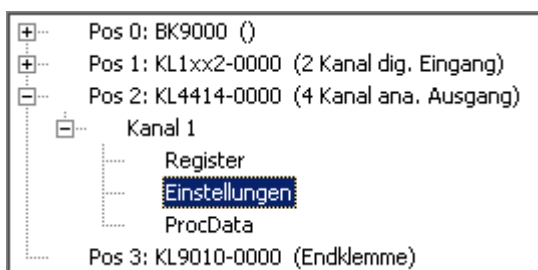 Pos 0: BK9000 ()
Pos 1: KL1xx2-0000 (2 Kanal dig. Eingang)
Pos 2: KL4414-0000 (4 Kanal ana. Ausgang)
Kanal 1
Register
Einstellungen
ProcData
Pos 3: KL9010-0000 (Endklemme)